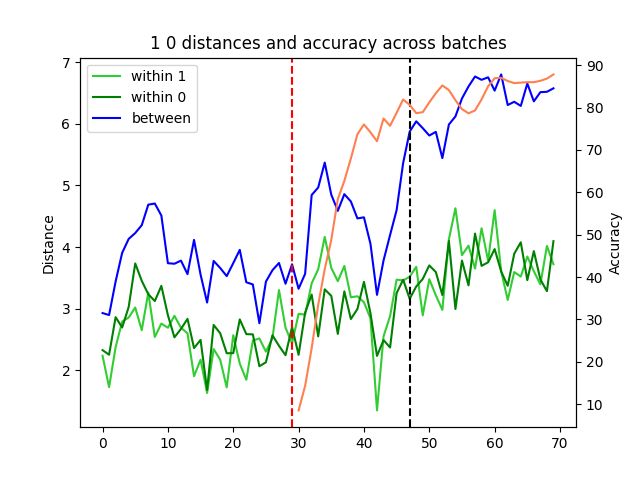 1 0 distances and accuracy across batches
within 1
within 0
between
Distance
7
6
5
4
3
2
Accuracy
90
80
70
60
50
40
30
20
10
0 10 20 30 40 50 60 70